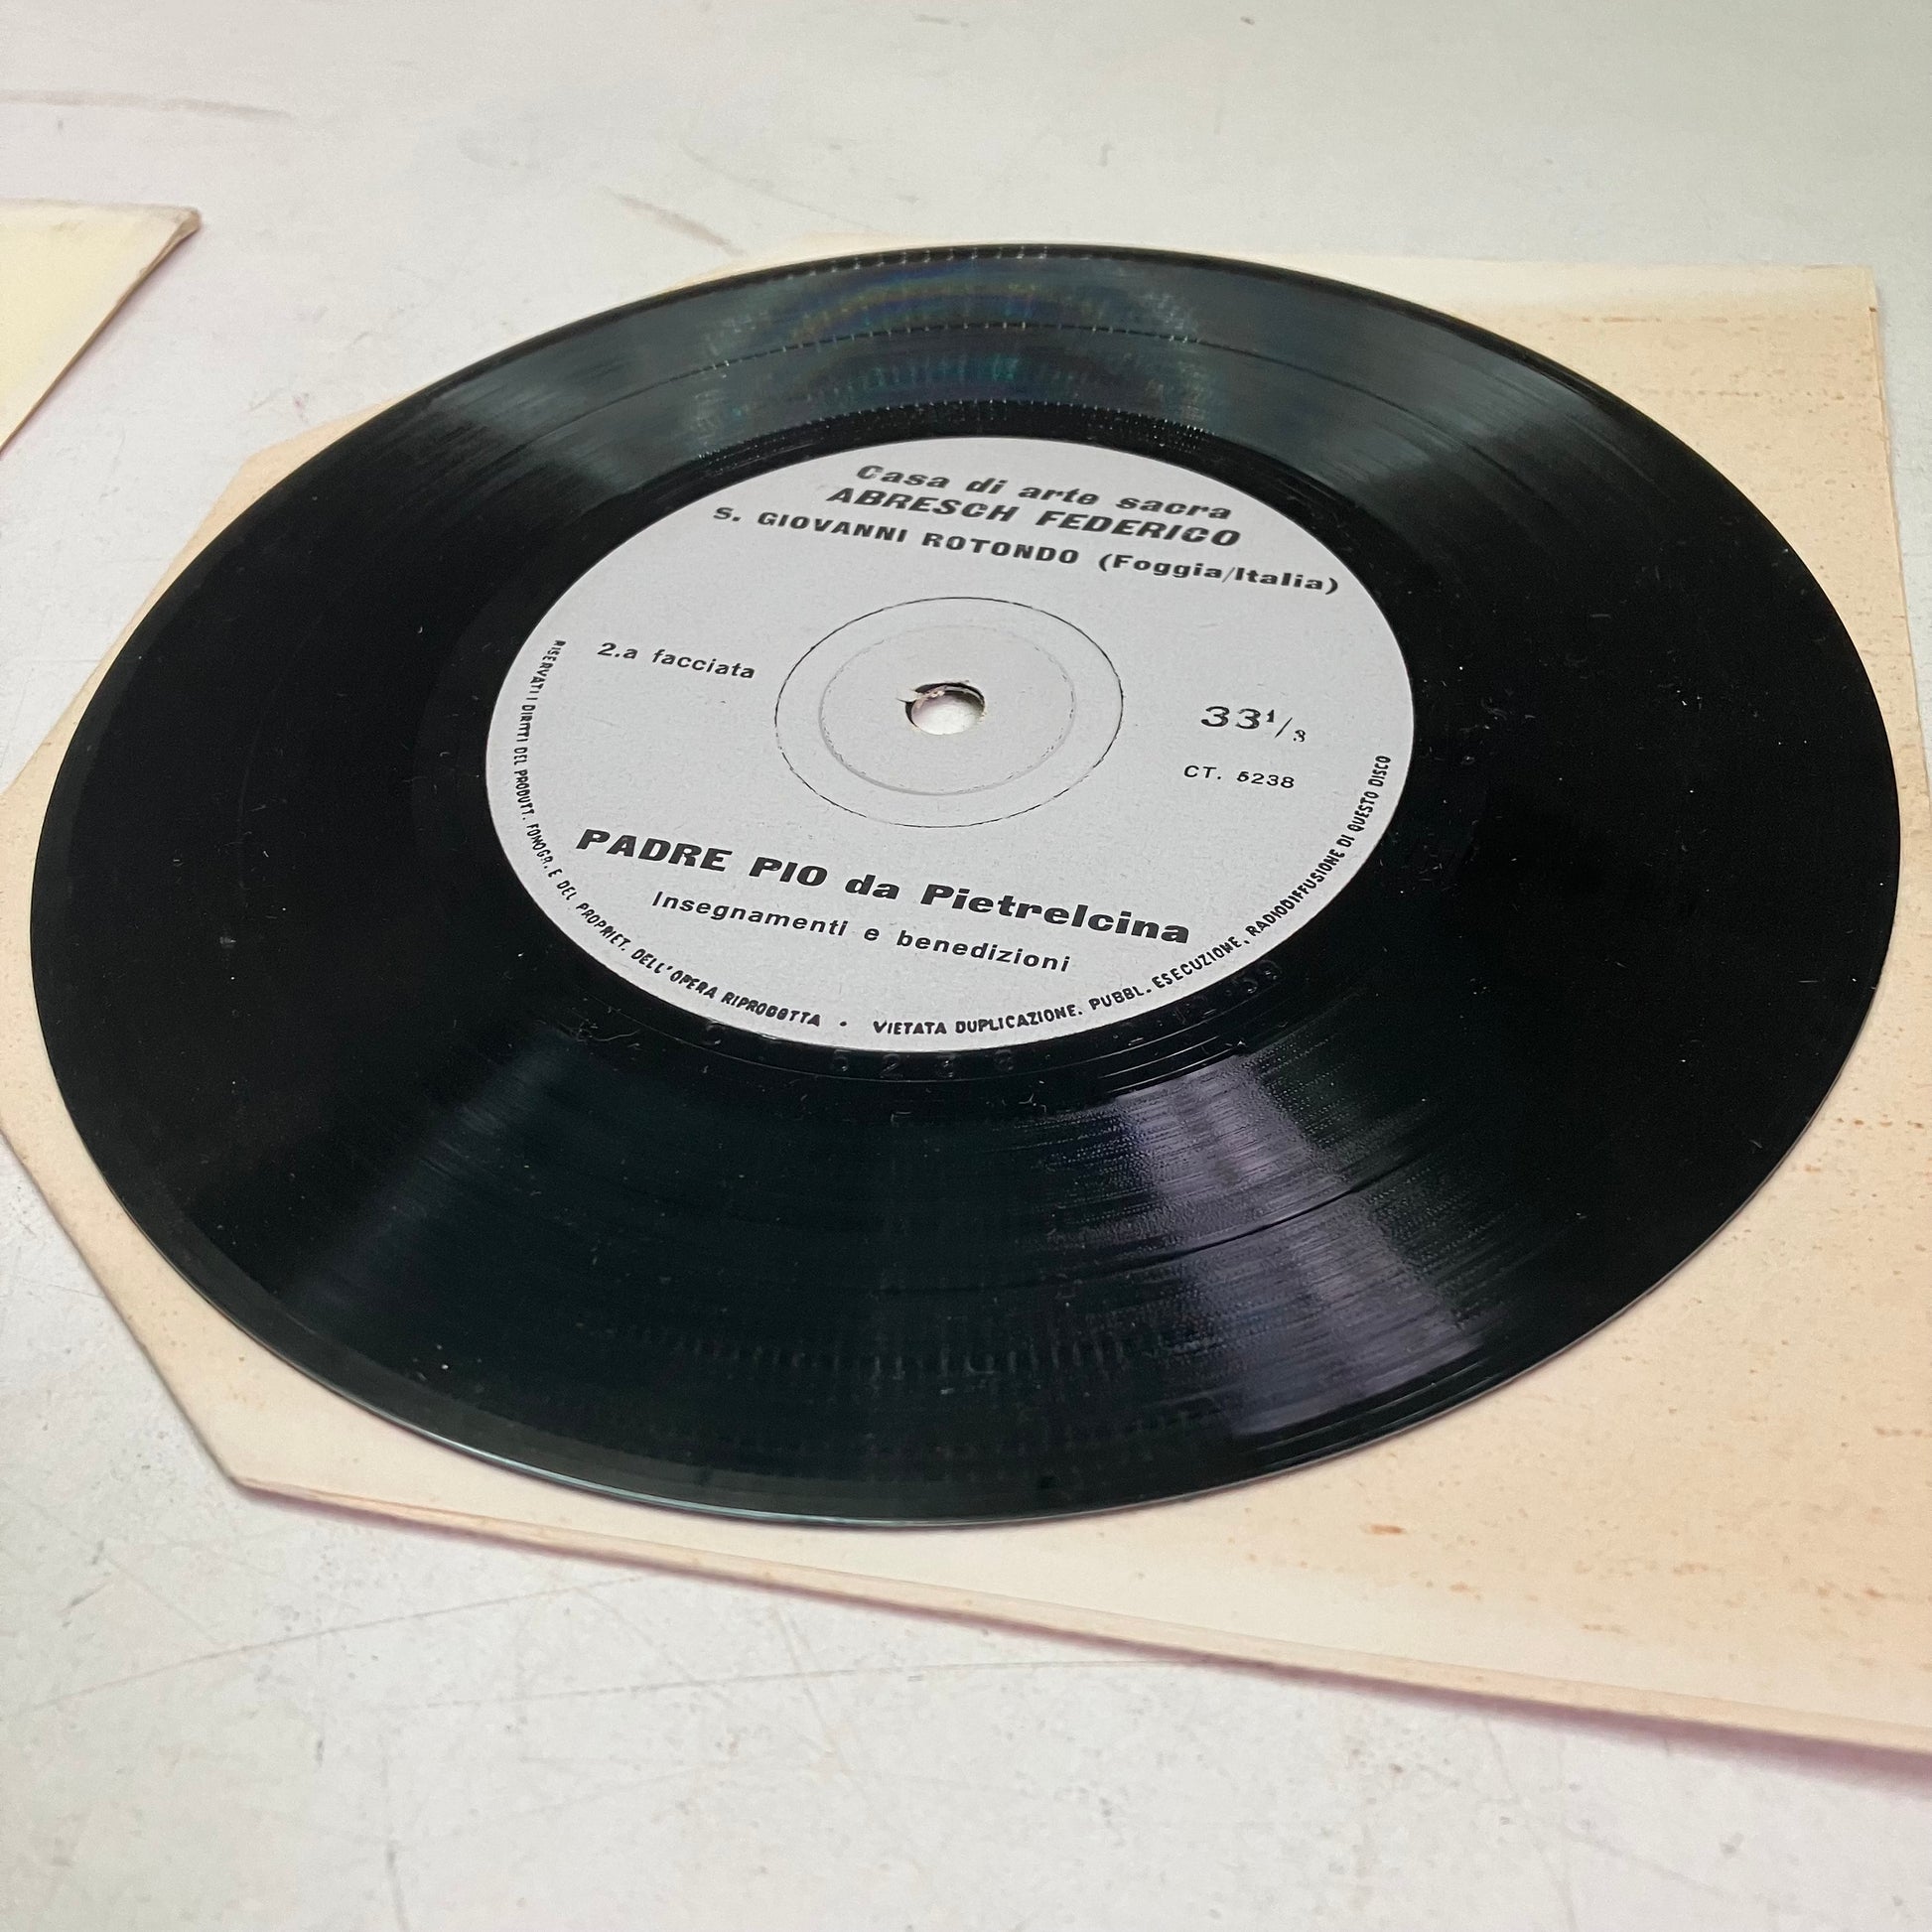 Casa di arte sacra
ABRESCH FEDERICO
S. GIOVANNI ROTONDO (Foggia/Italia)
2.a facciata
33¹/₃
CT. 5238
PADRE PIO da Pietrelcina
Insegnamenti e benedizioni
RISERVATI I DIRITTI DEL PRODUTT. FONOGR. E DEL PROPRIET. DELL'OPERA RIPRODOTTA • VIETATA DUPLICAZIONE. PUBBL. ESECUZIONE, RADIODIFFUSIONE DI QUESTO DISCO
5238